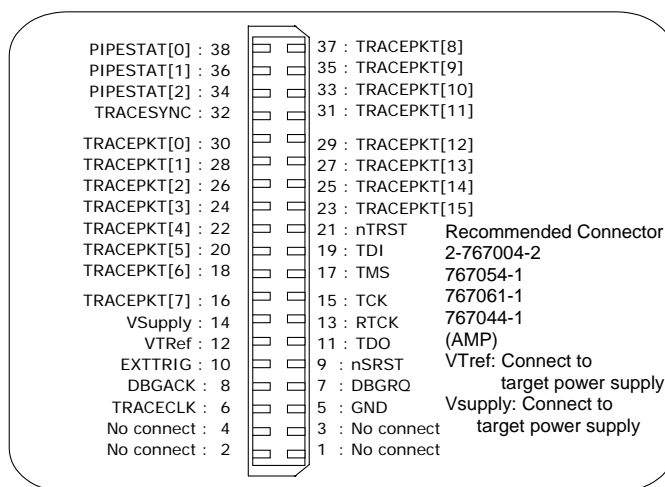 PIPESTAT[0] : 38
PIPESTAT[1] : 36
PIPESTAT[2] : 34
TRACESYNC : 32
TRACEPKT[0] : 30
TRACEPKT[1] : 28
TRACEPKT[2] : 26
TRACEPKT[3] : 24
TRACEPKT[4] : 22
TRACEPKT[5] : 20
TRACEPKT[6] : 18
TRACEPKT[7] : 16
VSupply : 14
VTRef : 12
EXTTRIG : 10
DBGACK : 8
TRACECLK : 6
No connect : 4
No connect : 2
37 : TRACEPKT[8]
35 : TRACEPKT[9]
33 : TRACEPKT[10]
31 : TRACEPKT[11]
29 : TRACEPKT[12]
27 : TRACEPKT[13]
25 : TRACEPKT[14]
23 : TRACEPKT[15]
21 : nTRST
19 : TDI
17 : TMS
15 : TCK
13 : RTCK
11 : TDO
9 : nSRST
7 : DBGRQ
5 : GND
3 : No connect
1 : No connect
Recommended Connector
2-767004-2
767054-1
767061-1
767044-1
(AMP)
VTref: Connect to
target power supply
Vsupply: Connect to
target power supply